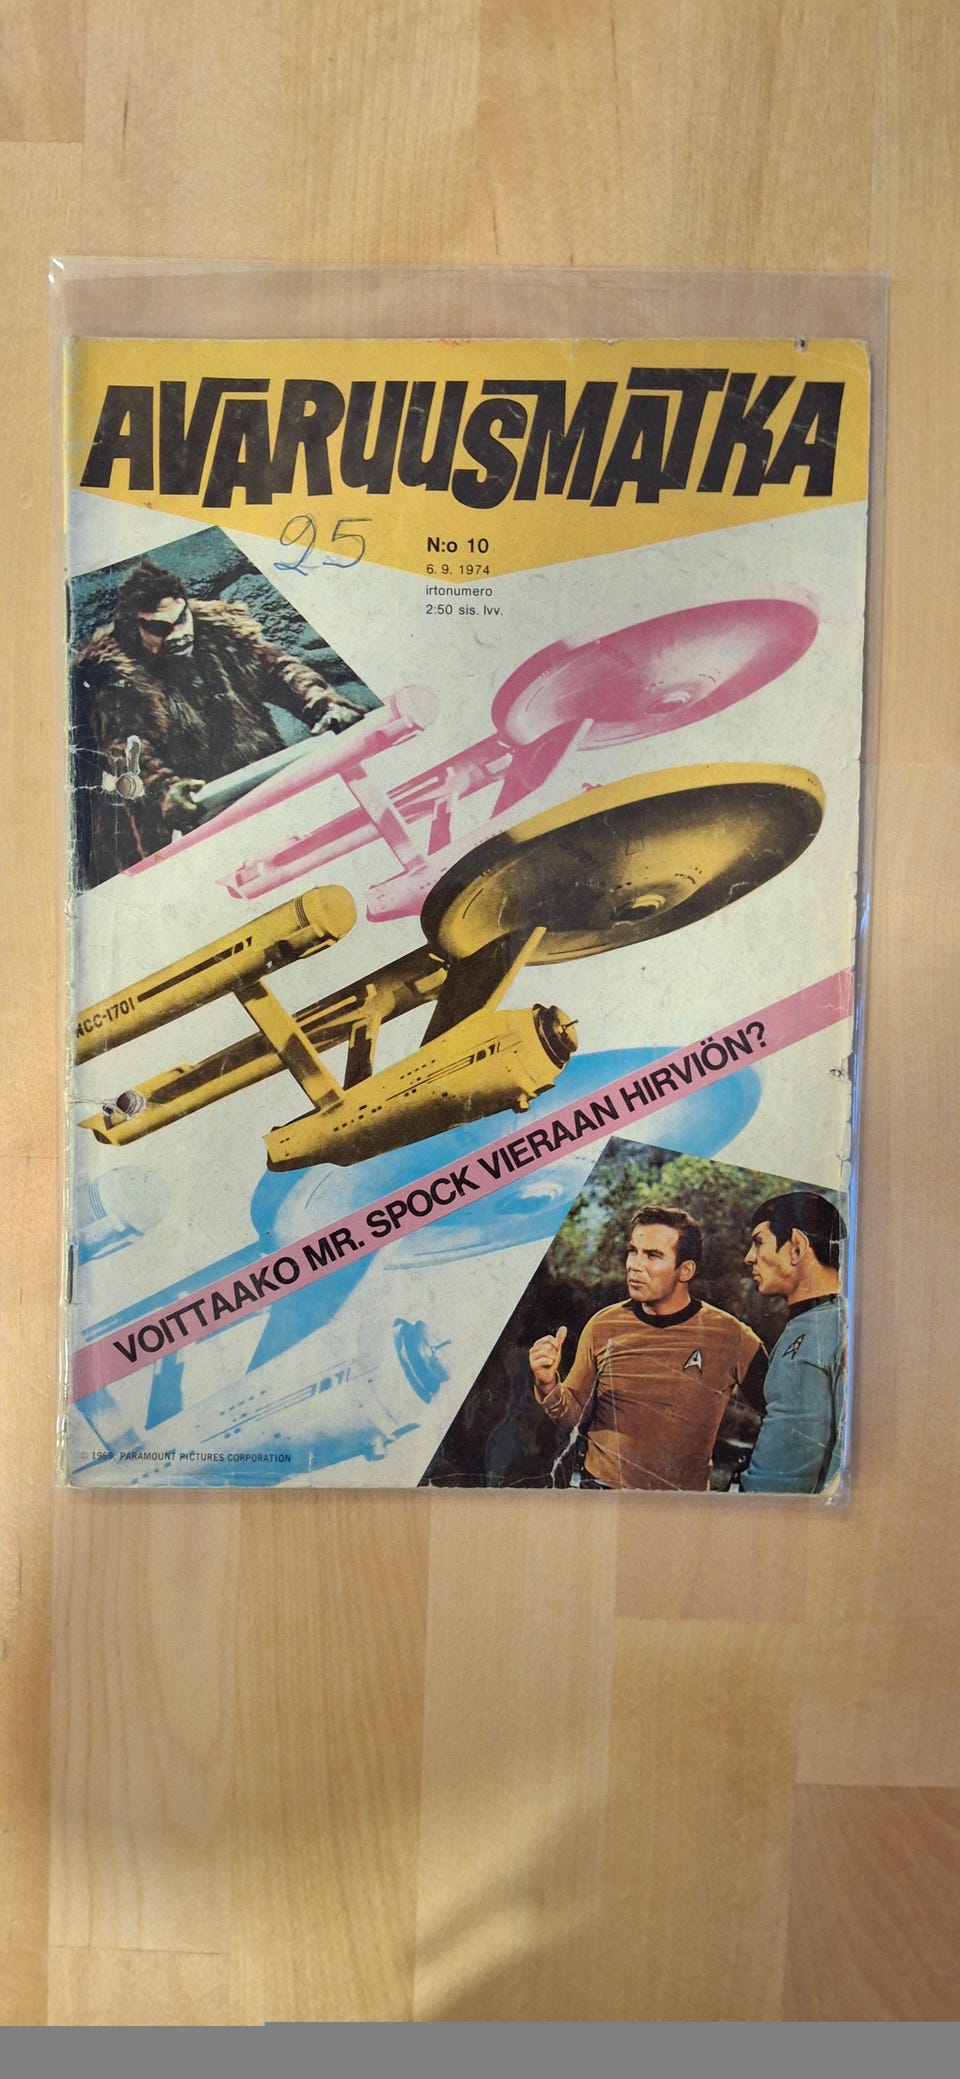 AVARUUSMATKA
25
N:o 10
6. 9. 1974
irtonumero
2:50 sis. lvv.
NCC-1701
VOITTAAKO MR. SPOCK VIERAAN HIRVIÖN?
© 1969, PARAMOUNT PICTURES CORPORATION